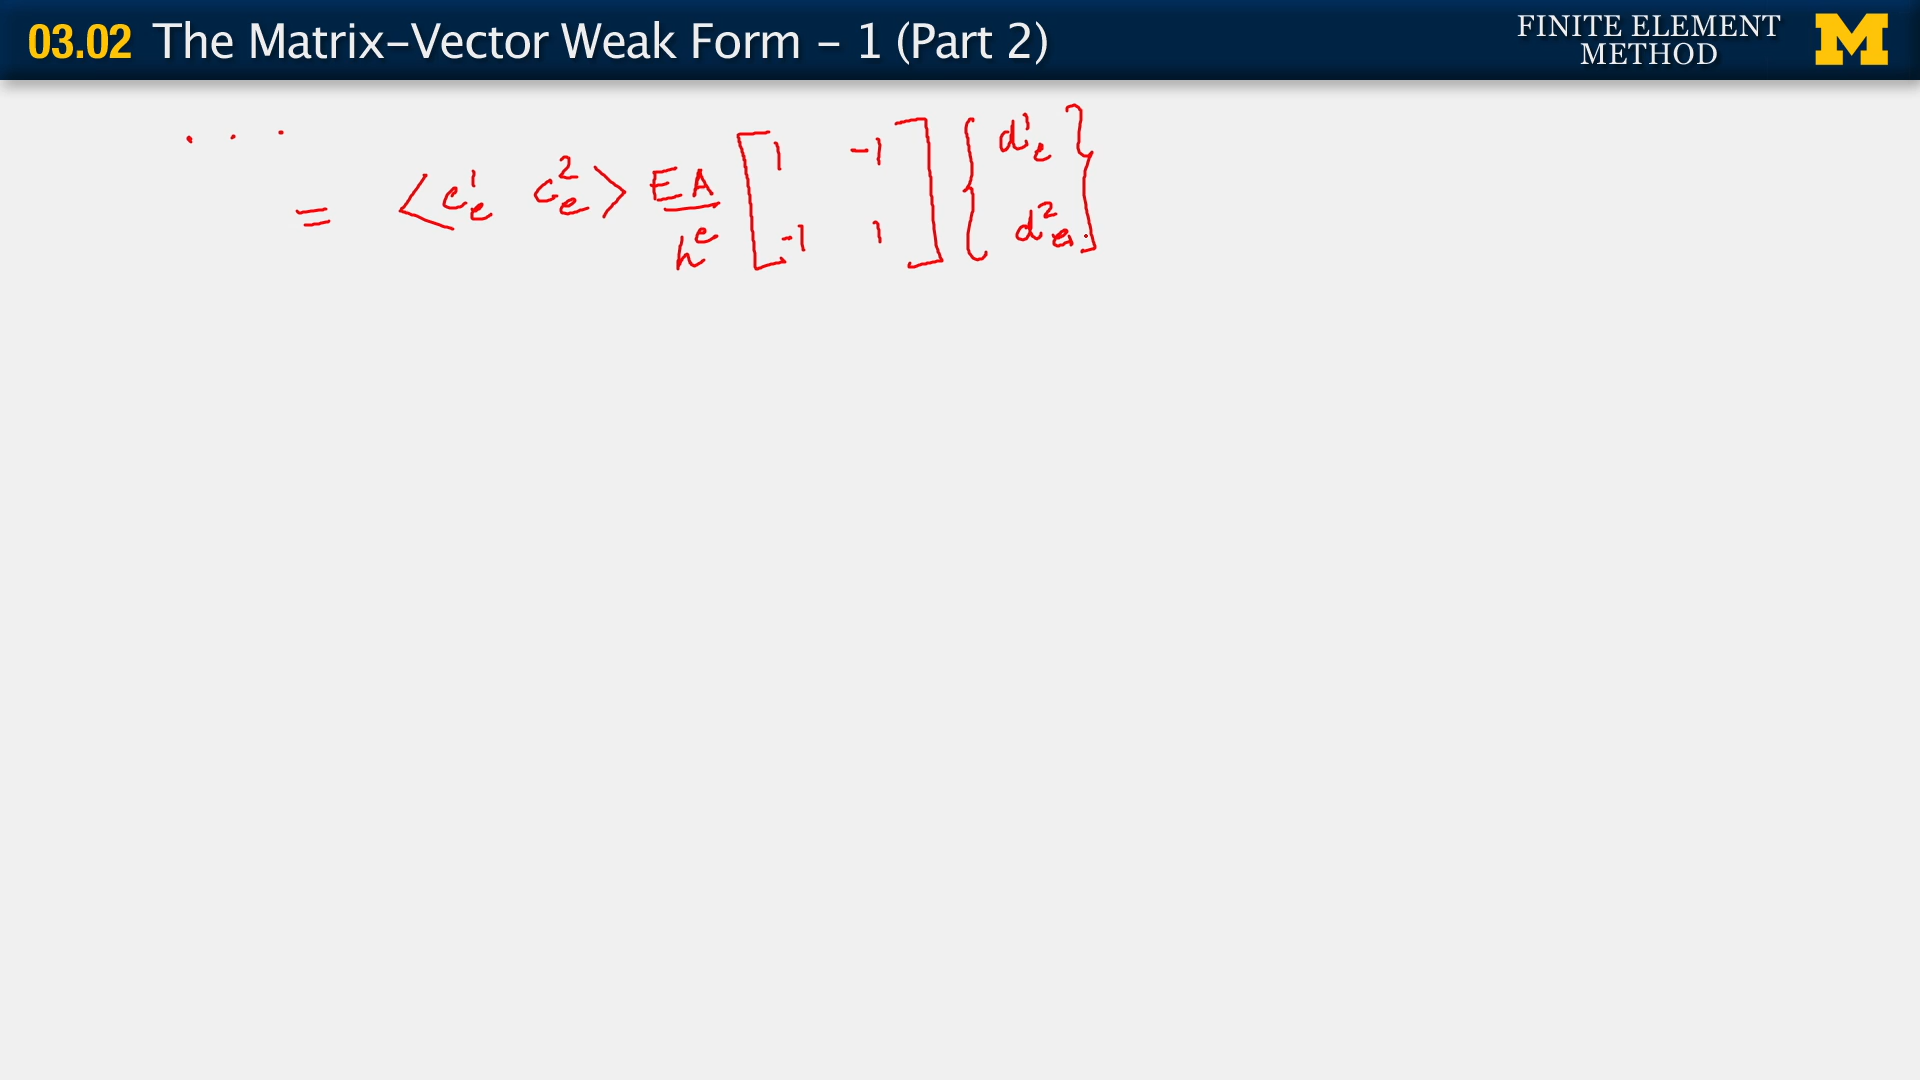 03.02 The Matrix–Vector Weak Form – 1 (Part 2)
FINITE ELEMENT
METHOD
M
. . .
= ⟨c¹ₑ c²ₑ⟩ EA/hᵉ [1 -1; -1 1] {d¹ₑ; d²ₑ}